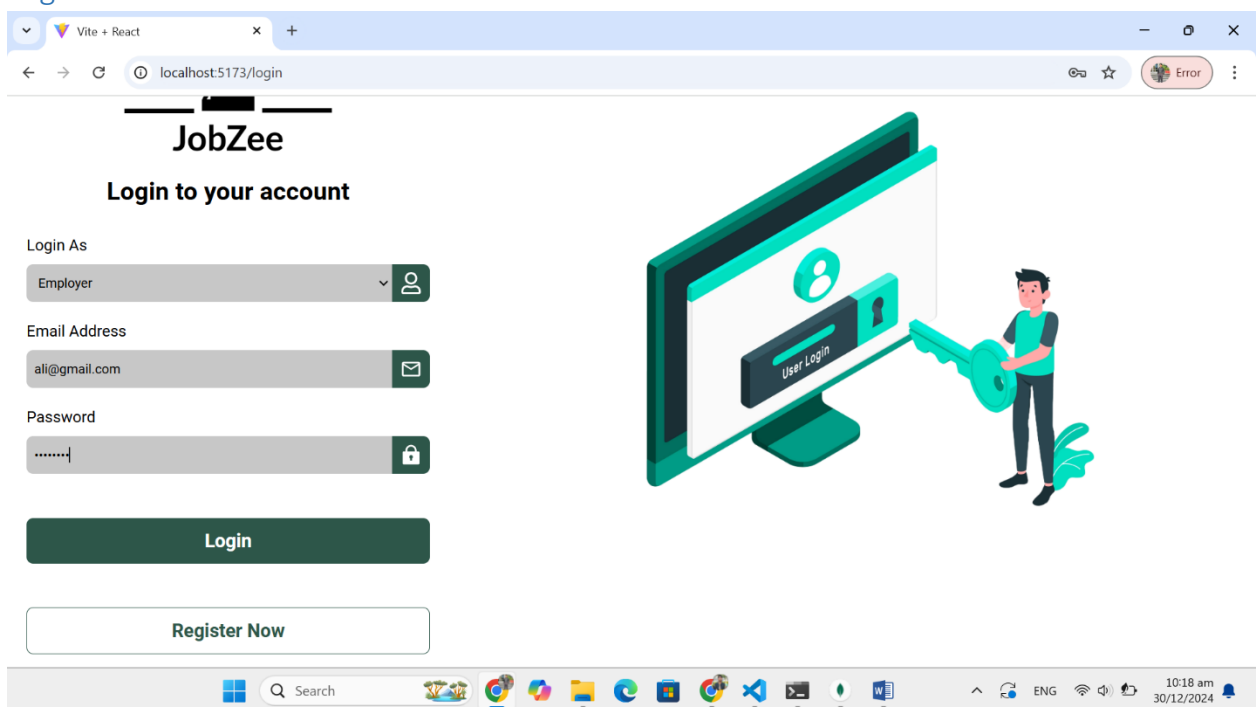 Vite + React
localhost:5173/login
Error
JobZee
Login to your account
Login As
Employer
Email Address
ali@gmail.com
Password
••••••••
Login
Register Now
User Login
Search
ENG
10:18 am
30/12/2024